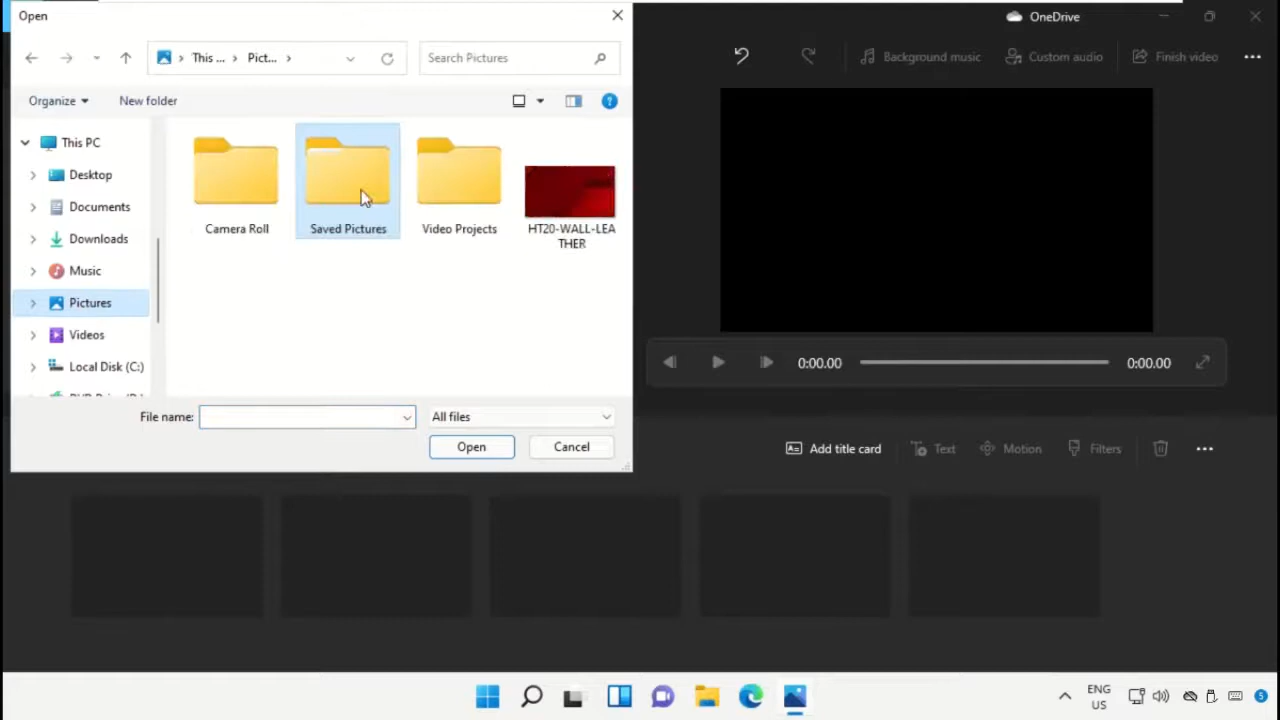 Open
OneDrive
This ...
Pict...
Search Pictures
Background music
Custom audio
Finish video
Organize
New folder
This PC
Desktop
Documents
Downloads
Music
Pictures
Videos
Local Disk (C:)
Camera Roll
Saved Pictures
Video Projects
HT20-WALL-LEA
THER
0:00.00
0:00.00
File name:
All files
Open
Cancel
Add title card
Text
Motion
Filters
ENG
US
5